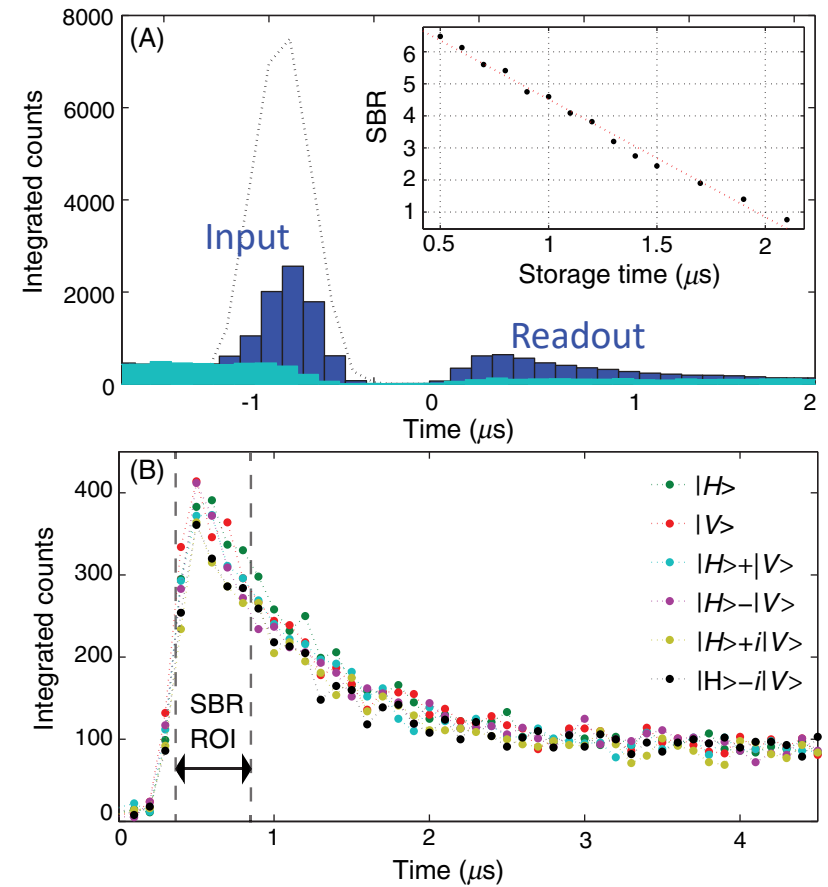 (A)
8000
6000
4000
2000
0
Integrated counts
Input
Readout
-1
0
1
2
Time (μs)
6
5
4
3
2
1
SBR
0.5
1
1.5
2
Storage time (μs)
(B)
400
300
200
100
0
Integrated counts
|H>
|V>
|H>+|V>
|H>−|V>
|H>+i|V>
|H>−i|V>
SBR
ROI
0
1
2
3
4
Time (μs)